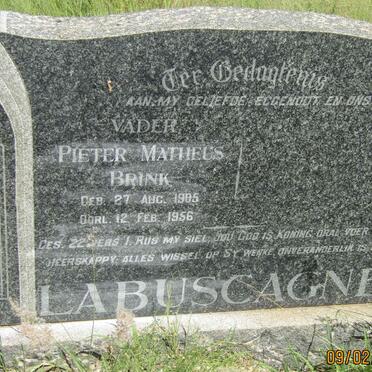 Ter Gedagtenis
AAN MY GELIEFDE EGGENOOT EN ONS
VADER
PIETER MATHEUS
BRINK
GEB. 27 AUG. 1905
OORL. 12 FEB. 1956
GES. 22 VERS 1. RUS MY SIEL, JOU GOD IS KONING ORAL VOER
HEERSKAPPY. ALLES WISSEL OP SY WENKE ONVERANDERLIK IS
LABUSCAGNE
09/02